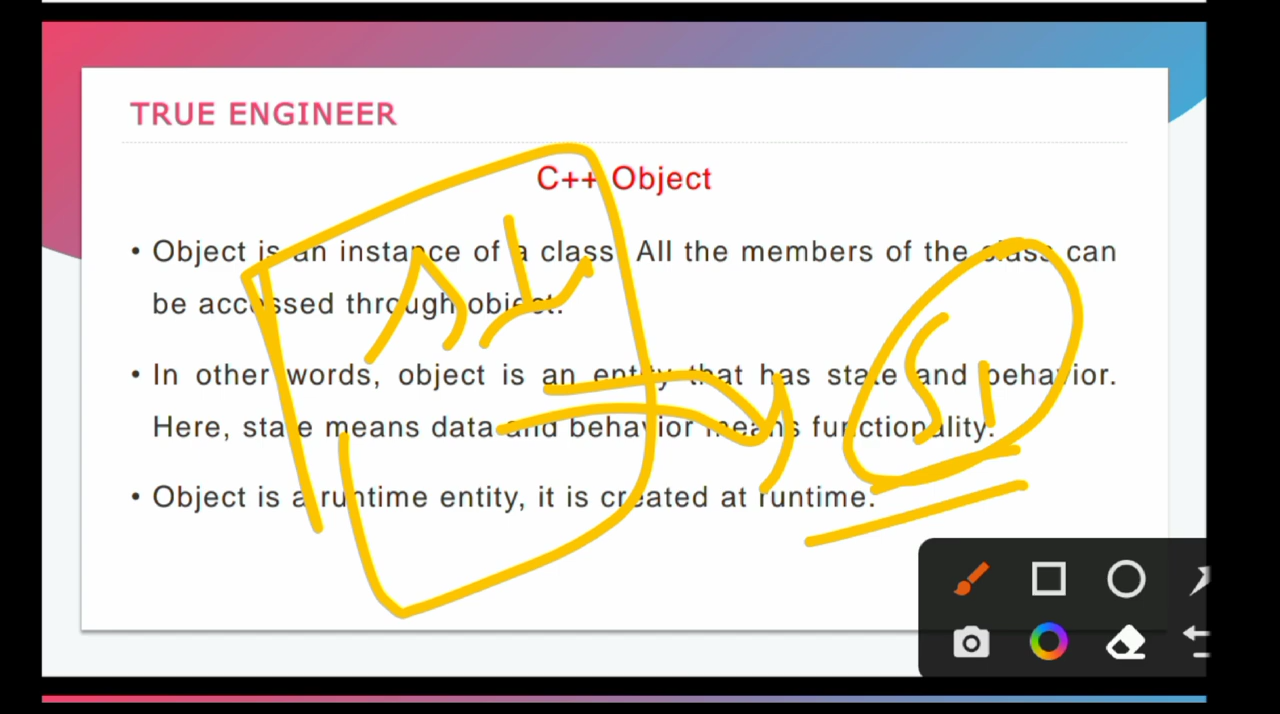 TRUE ENGINEER
C++ Object
• Object is an instance of a class. All the members of the class can
be accessed through object.
• In other words, object is an entity that has state and behavior.
Here, state means data and behavior means functionality.
• Object is a runtime entity, it is created at runtime.
S1